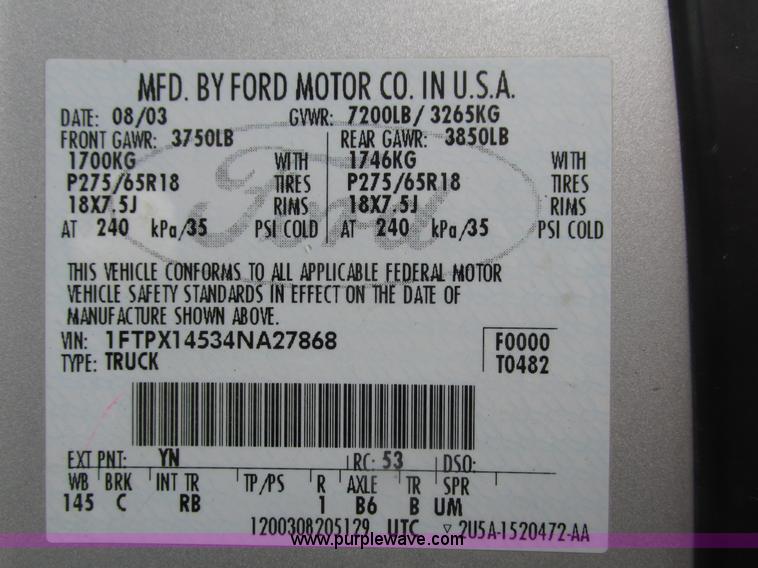 MFD. BY FORD MOTOR CO. IN U.S.A.
DATE: 08/03 GVWR: 7200LB/ 3265KG
FRONT GAWR: 3750LB REAR GAWR: 3850LB
1700KG WITH 1746KG WITH
P275/65R18 TIRES P275/65R18 TIRES
18X7.5J RIMS 18X7.5J RIMS
AT 240 kPa/35 PSI COLD AT 240 kPa/35 PSI COLD
Ford
THIS VEHICLE CONFORMS TO ALL APPLICABLE FEDERAL MOTOR
VEHICLE SAFETY STANDARDS IN EFFECT ON THE DATE OF
MANUFACTURE SHOWN ABOVE.
VIN: 1FTPX14534NA27868 F0000
TYPE: TRUCK T0482
EXT PNT: YN RC: 53 DSO:
WB BRK INT TR TP/PS R AXLE TR SPR
145 C RB 1 B6 B UM
1200308205129 UTC ▽ 2U5A-1520472-AA
www.purplewave.com